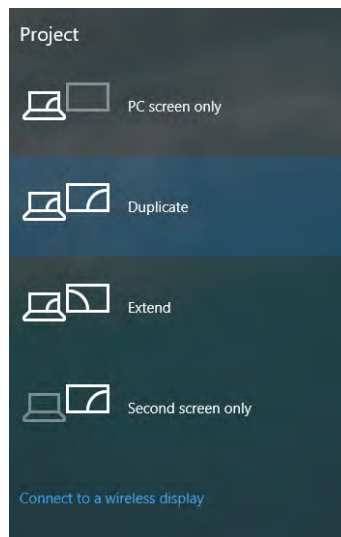 Project
PC screen only
Duplicate
Extend
Second screen only
Connect to a wireless display